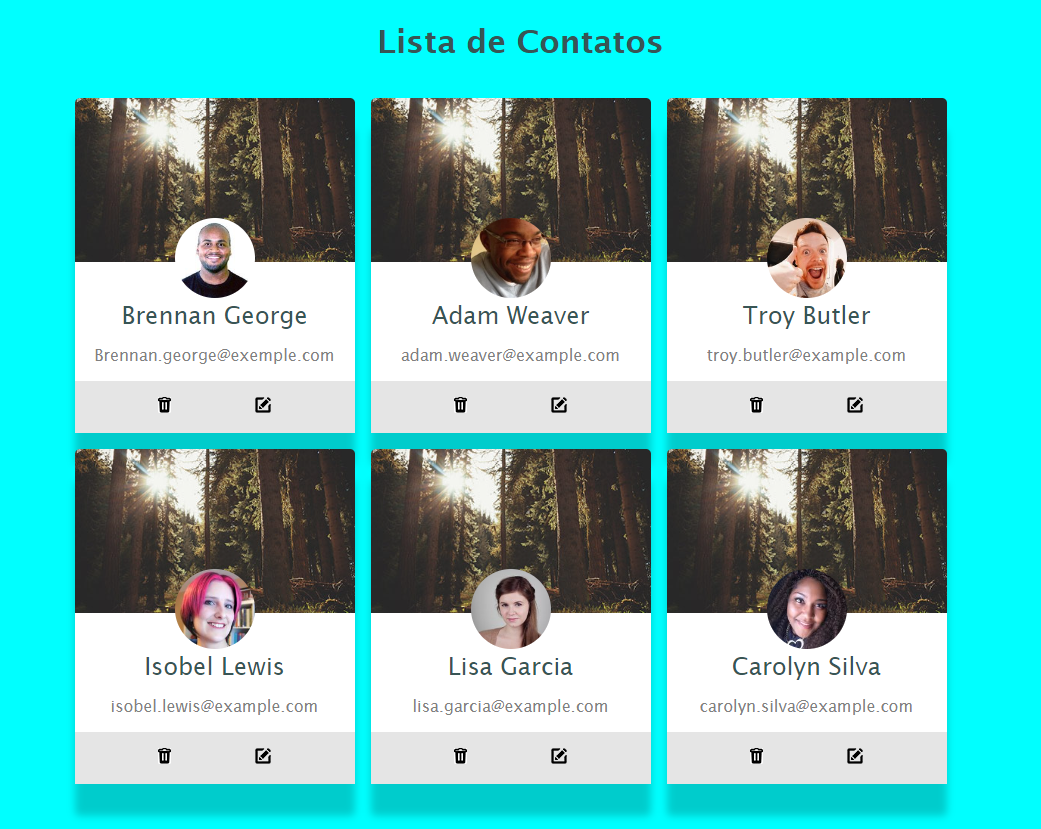 Lista de Contatos
Brennan George
Brennan.george@exemple.com
Adam Weaver
adam.weaver@example.com
Troy Butler
troy.butler@example.com
Isobel Lewis
isobel.lewis@example.com
Lisa Garcia
lisa.garcia@example.com
Carolyn Silva
carolyn.silva@example.com